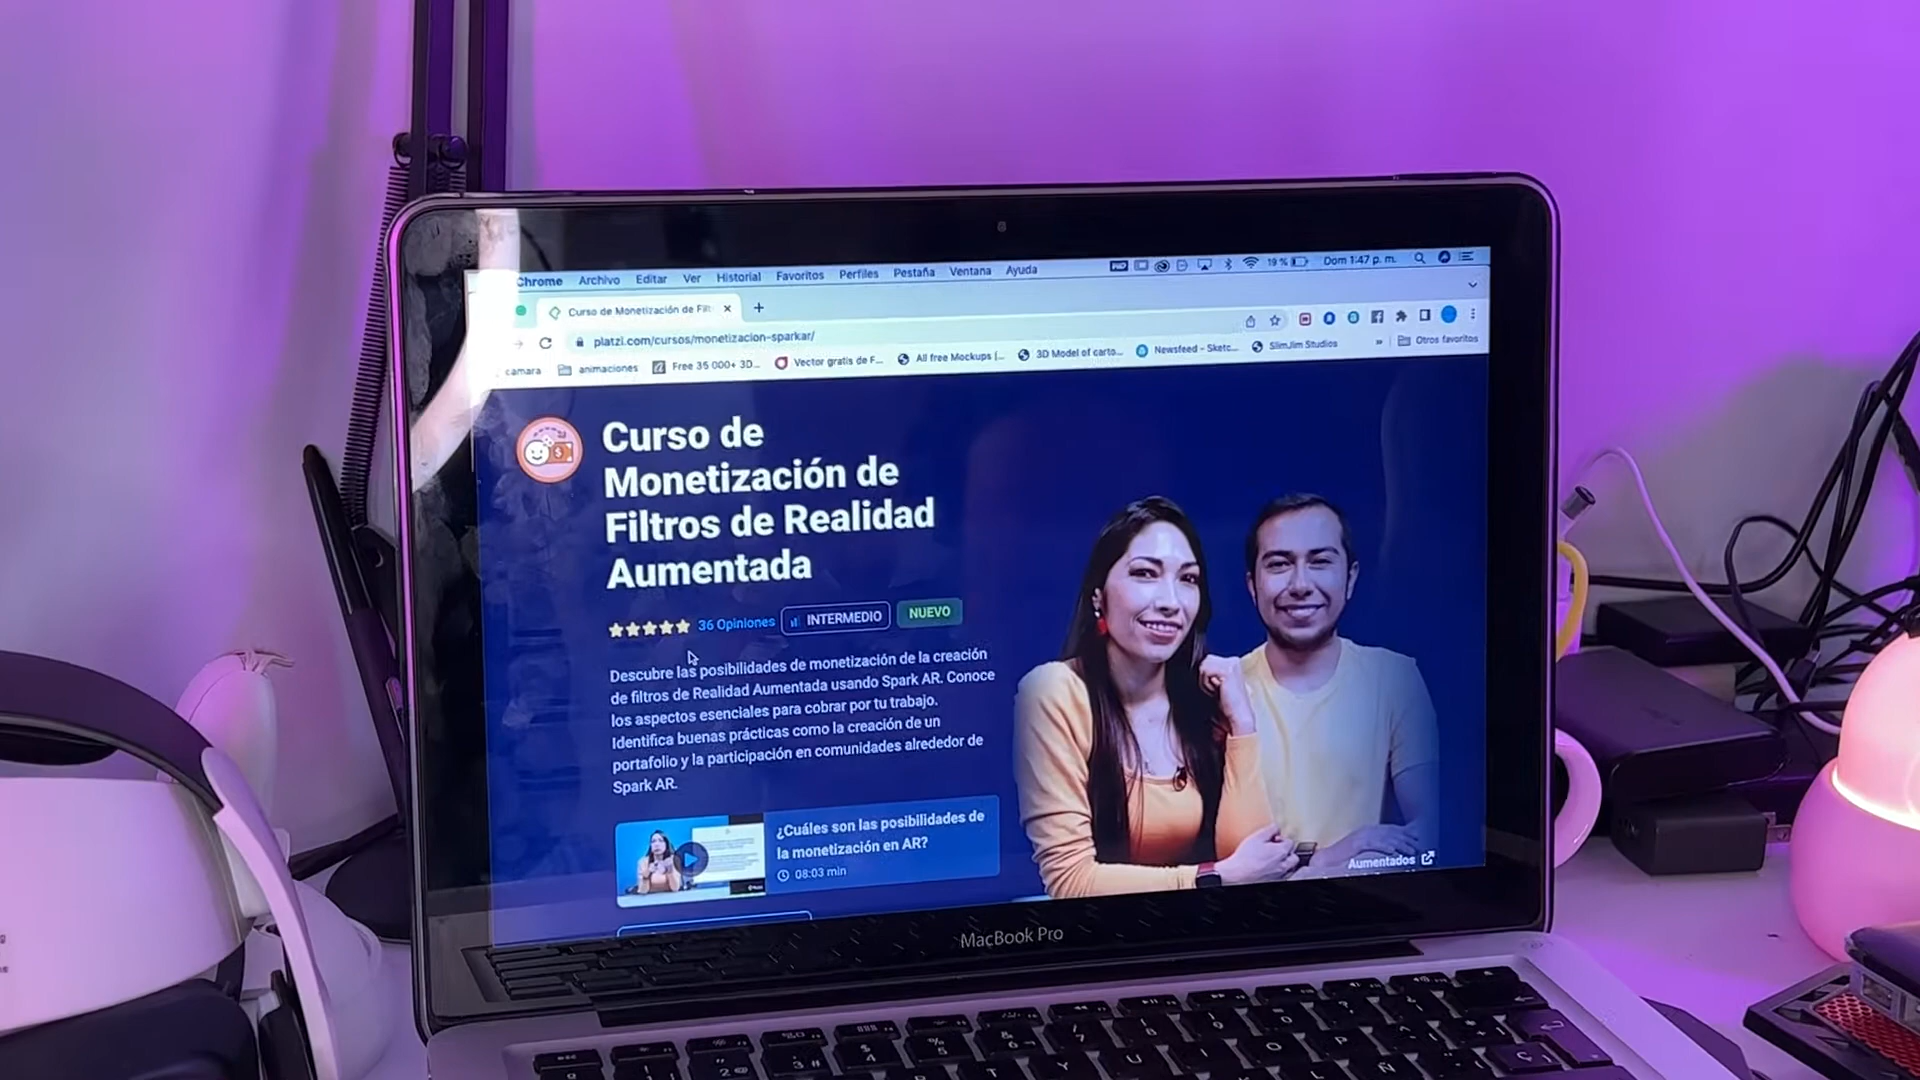 Chrome Archivo Editar Ver Historial Favoritos Perfiles Pestaña Ventana Ayuda 19 % Dom 1:47 p. m.
Curso de Monetización de Filt
platzi.com/cursos/monetizacion-sparkar/
camara animaciones Free 35 000+ 3D... Vector gratis de F... All free Mockups |... 3D Model of carto... Newsfeed - Sketc... SlimJim Studios » Otros favoritos
Curso de
Monetización de
Filtros de Realidad
Aumentada
36 Opiniones INTERMEDIO NUEVO
Descubre las posibilidades de monetización de la creación
de filtros de Realidad Aumentada usando Spark AR. Conoce
los aspectos esenciales para cobrar por tu trabajo.
Identifica buenas prácticas como la creación de un
portafolio y la participación en comunidades alrededor de
Spark AR.
¿Cuáles son las posibilidades de
la monetización en AR?
08:03 min
Aumentados
MacBook Pro